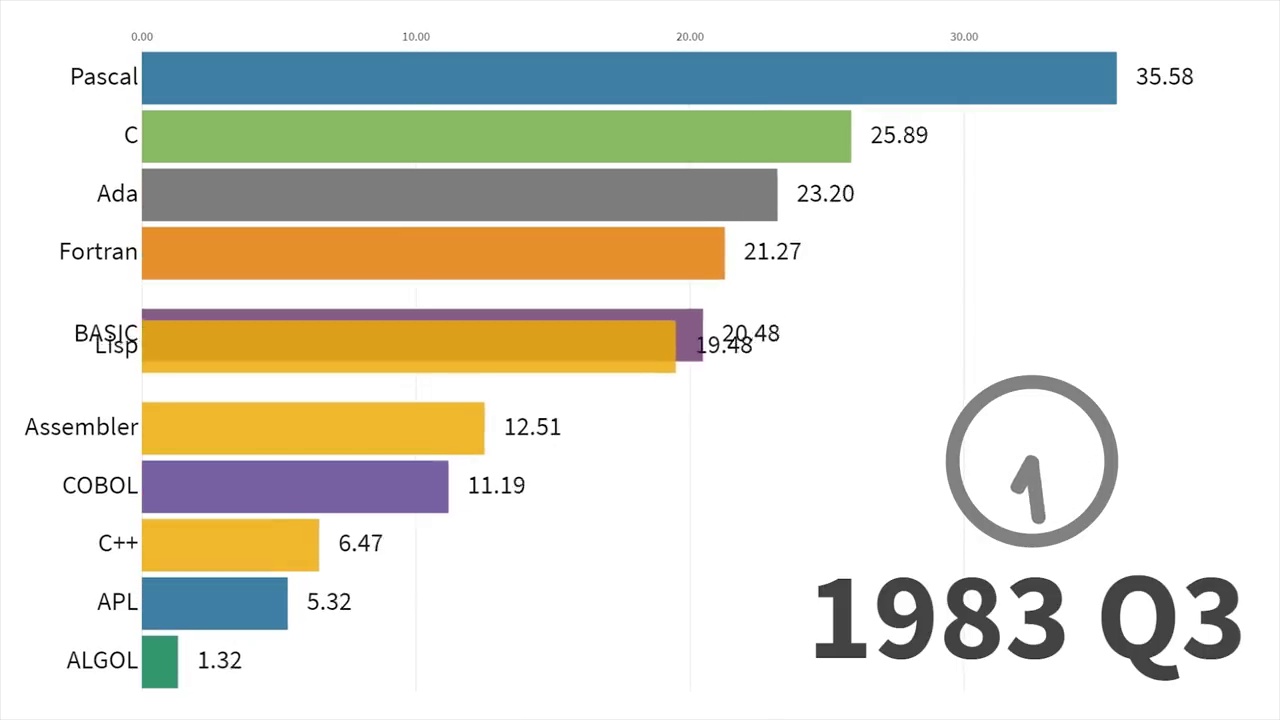 0.00 10.00 20.00 30.00
Pascal 35.58
C 25.89
Ada 23.20
Fortran 21.27
BASIC 20.48
Lisp 19.48
Assembler 12.51
COBOL 11.19
C++ 6.47
APL 5.32
ALGOL 1.32
1983 Q3